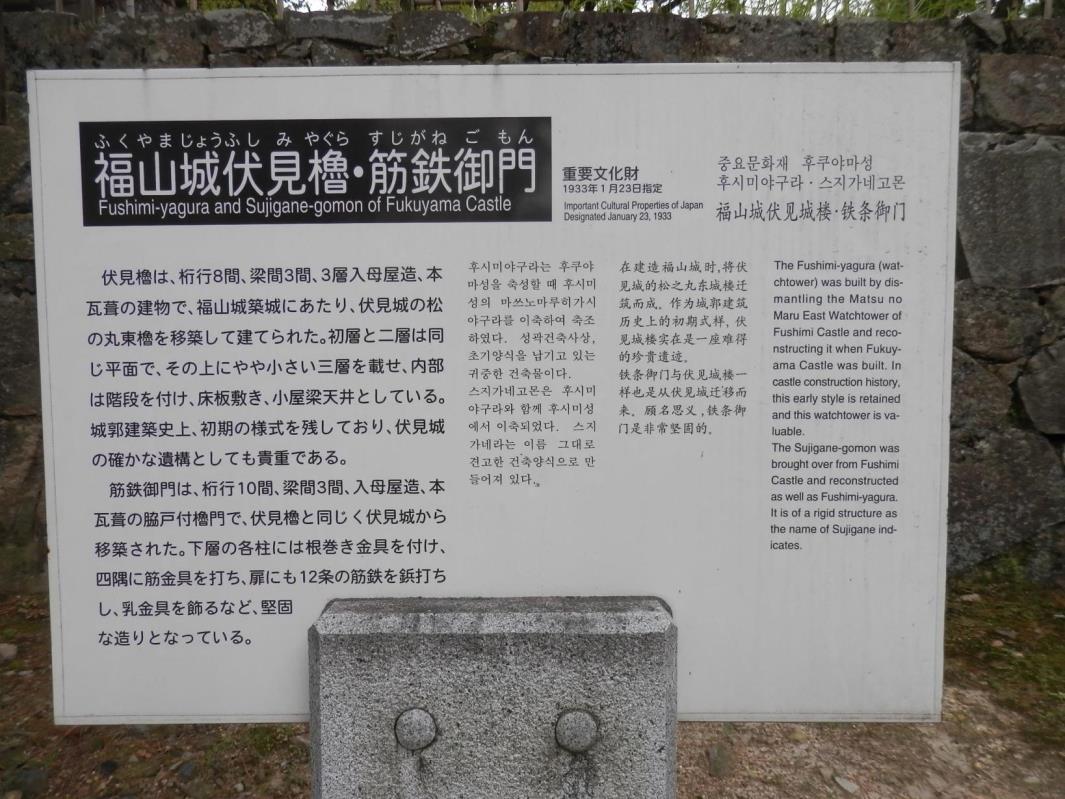 ふくやまじょうふしみやぐら すじがねごもん
福山城伏見櫓・筋鉄御門
Fushimi-yagura and Sujigane-gomon of Fukuyama Castle
重要文化財
1933年1月23日指定
Important Cultural Properties of Japan
Designated January 23, 1933
중요문화재 후쿠야마성
후시미야구라・스지가네고몬
福山城伏见城楼・铁条御门
伏見櫓は、桁行8間、梁間3間、3層入母屋造、本
瓦葺の建物で、福山城築城にあたり、伏見城の松
の丸東櫓を移築して建てられた。初層と二層は同
じ平面で、その上にやや小さい三層を載せ、内部
は階段を付け、床板敷き、小屋梁天井としている。
城郭建築史上、初期の様式を残しており、伏見城
の確かな遺構としても貴重である。
筋鉄御門は、桁行10間、梁間3間、入母屋造、本
瓦葺の脇戸付櫓門で、伏見櫓と同じく伏見城から
移築された。下層の各柱には根巻き金具を付け、
四隅に筋金具を打ち、扉にも12条の筋鉄を鋲打ち
し、乳金具を飾るなど、堅固
な造りとなっている。
후시미야구라는 후쿠야
마성을 축성할 때 후시미
성의 마쯔노마루히가시
야구라를 이축하여 축조
하였다. 성곽건축사상,
초기양식을 남기고 있는
귀중한 건축물이다.
스지가네고몬은 후시미
야구라와 함께 후시미성
에서 이축되었다. 스지
가네라는 이름 그대로
견고한 건축양식으로 만
들어져 있다.
在建造福山城时,将伏
见城的松之丸东城楼迁
筑而成。作为城郭建筑
历史上的初期式样,伏
见城楼实在是一座难得
的珍贵遗迹。
铁条御门与伏见城楼一
样也是从伏见城迁移而
来。顾名思义,铁条御
门是非常坚固的。
The Fushimi-yagura (wat-
chtower) was built by dis-
mantling the Matsu no
Maru East Watchtower of
Fushimi Castle and reco-
nstructing it when Fukuy-
ama Castle was built. In
castle construction history,
this early style is retained
and this watchtower is va-
luable.
The Sujigane-gomon was
brought over from Fushimi
Castle and reconstructed
as well as Fushimi-yagura.
It is of a rigid structure as
the name of Sujigane ind-
icates.